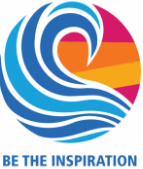 BE THE INSPIRATION